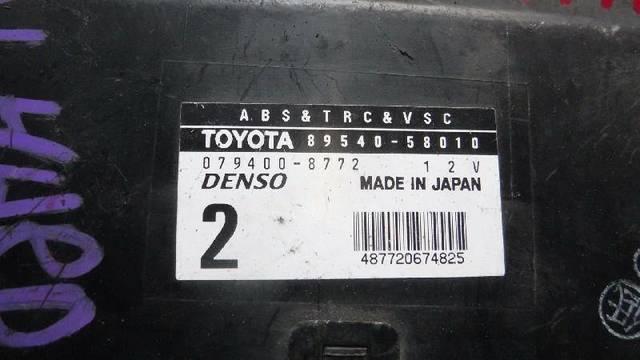 ABS&TRC&VSC
TOYOTA 89540-58010
079400-8772 12V
DENSO MADE IN JAPAN
2
487720674825